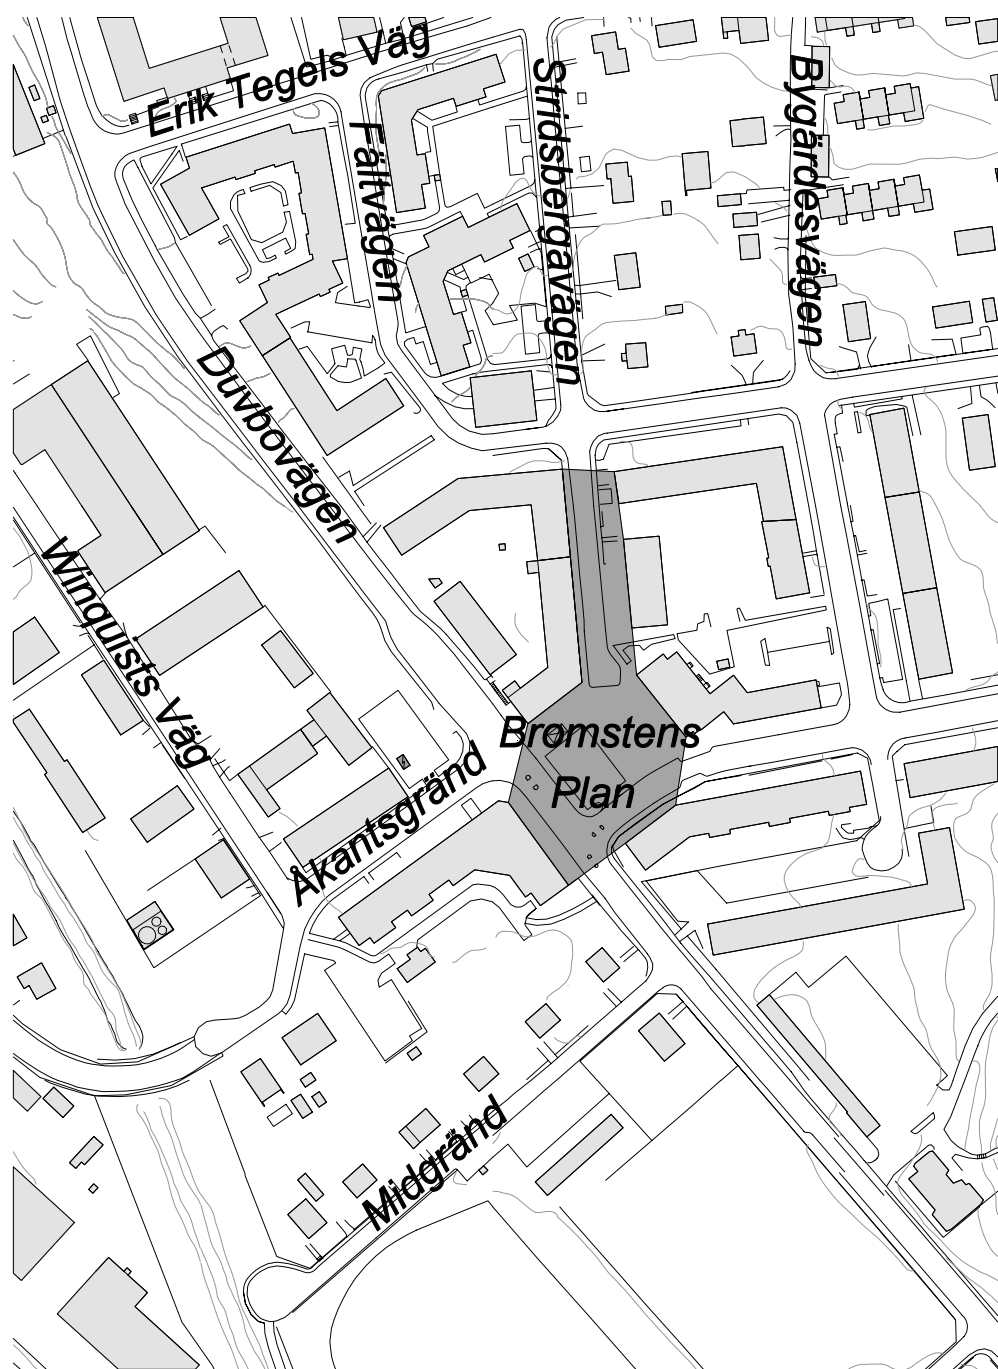 Erik Tegels Väg
Fältvägen
Stridsbergavägen
Bygärdesvägen
Duvbovägen
Winquists Väg
Bromstens
Plan
Åkantsgränd
Midgränd